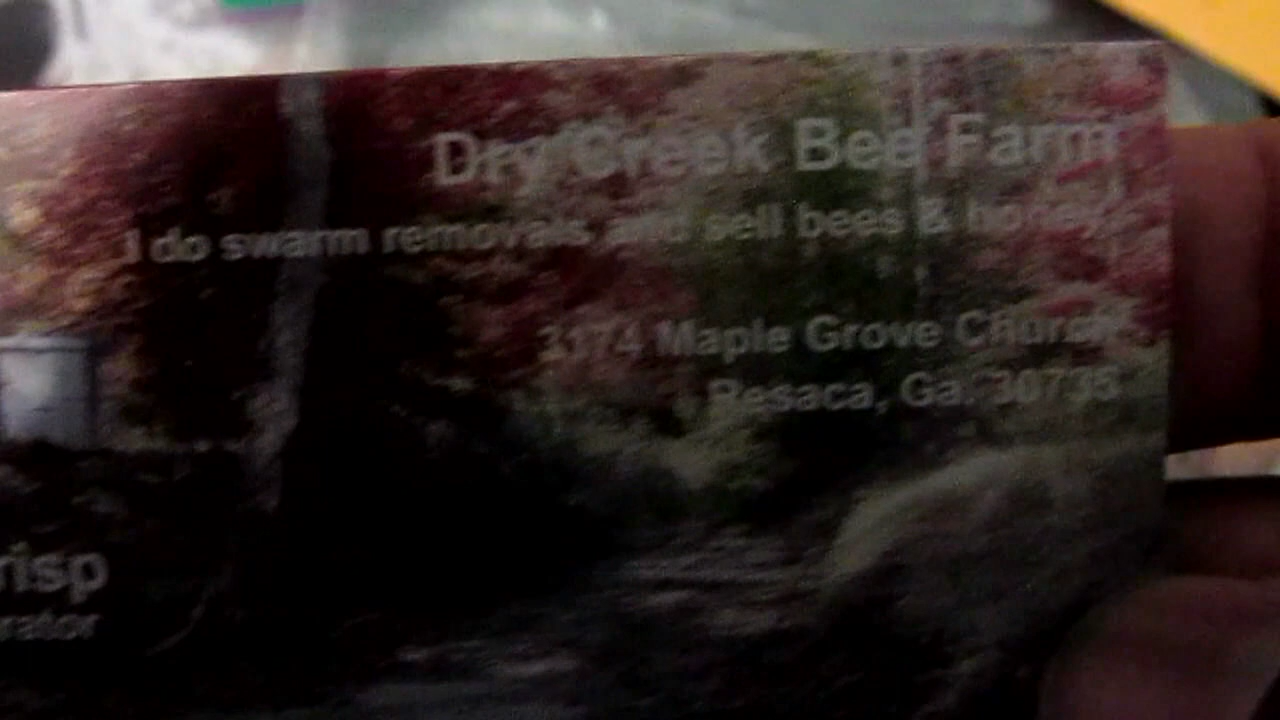 Dry Creek Bee Farm
I do swarm removals and sell bees & honey
3174 Maple Grove Church
Resaca, Ga. 30735
risp
rator